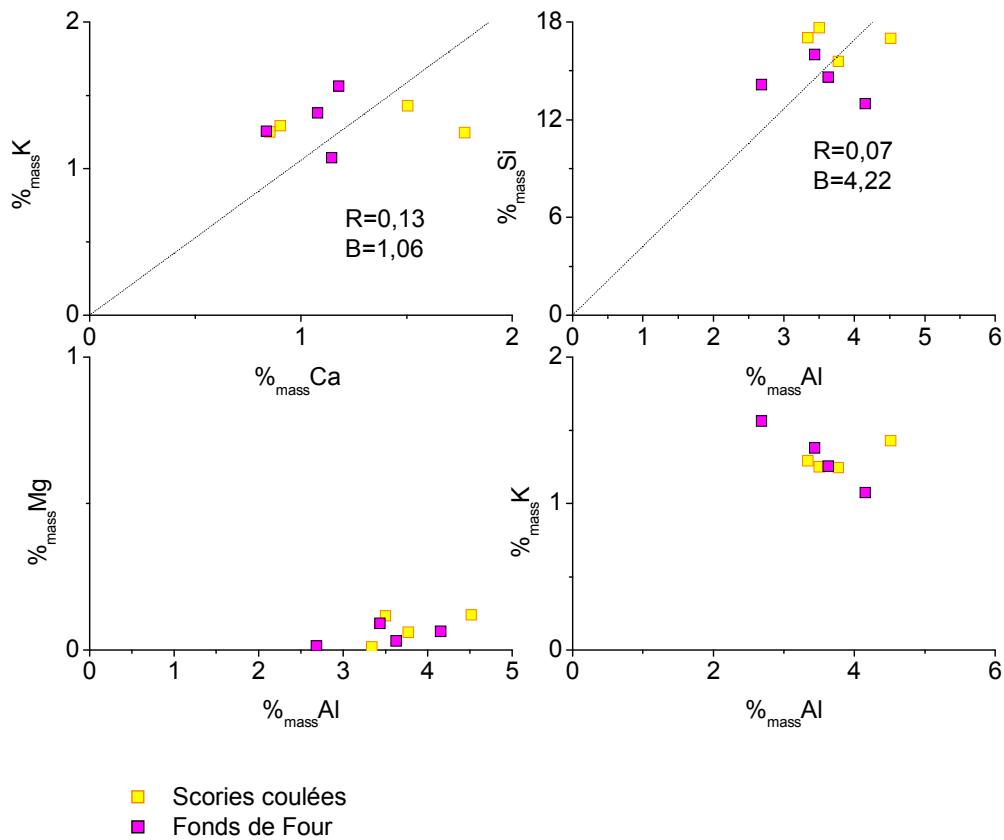 2
1
0
%massK
0
1
2
%massCa
R=0,13
B=1,06
18
12
6
0
%massSi
0
1
2
3
4
5
6
%massAl
R=0,07
B=4,22
1
0
%massMg
0
1
2
3
4
5
%massAl
2
1
0
%massK
0
2
4
6
%massAl
Scories coulées
Fonds de Four